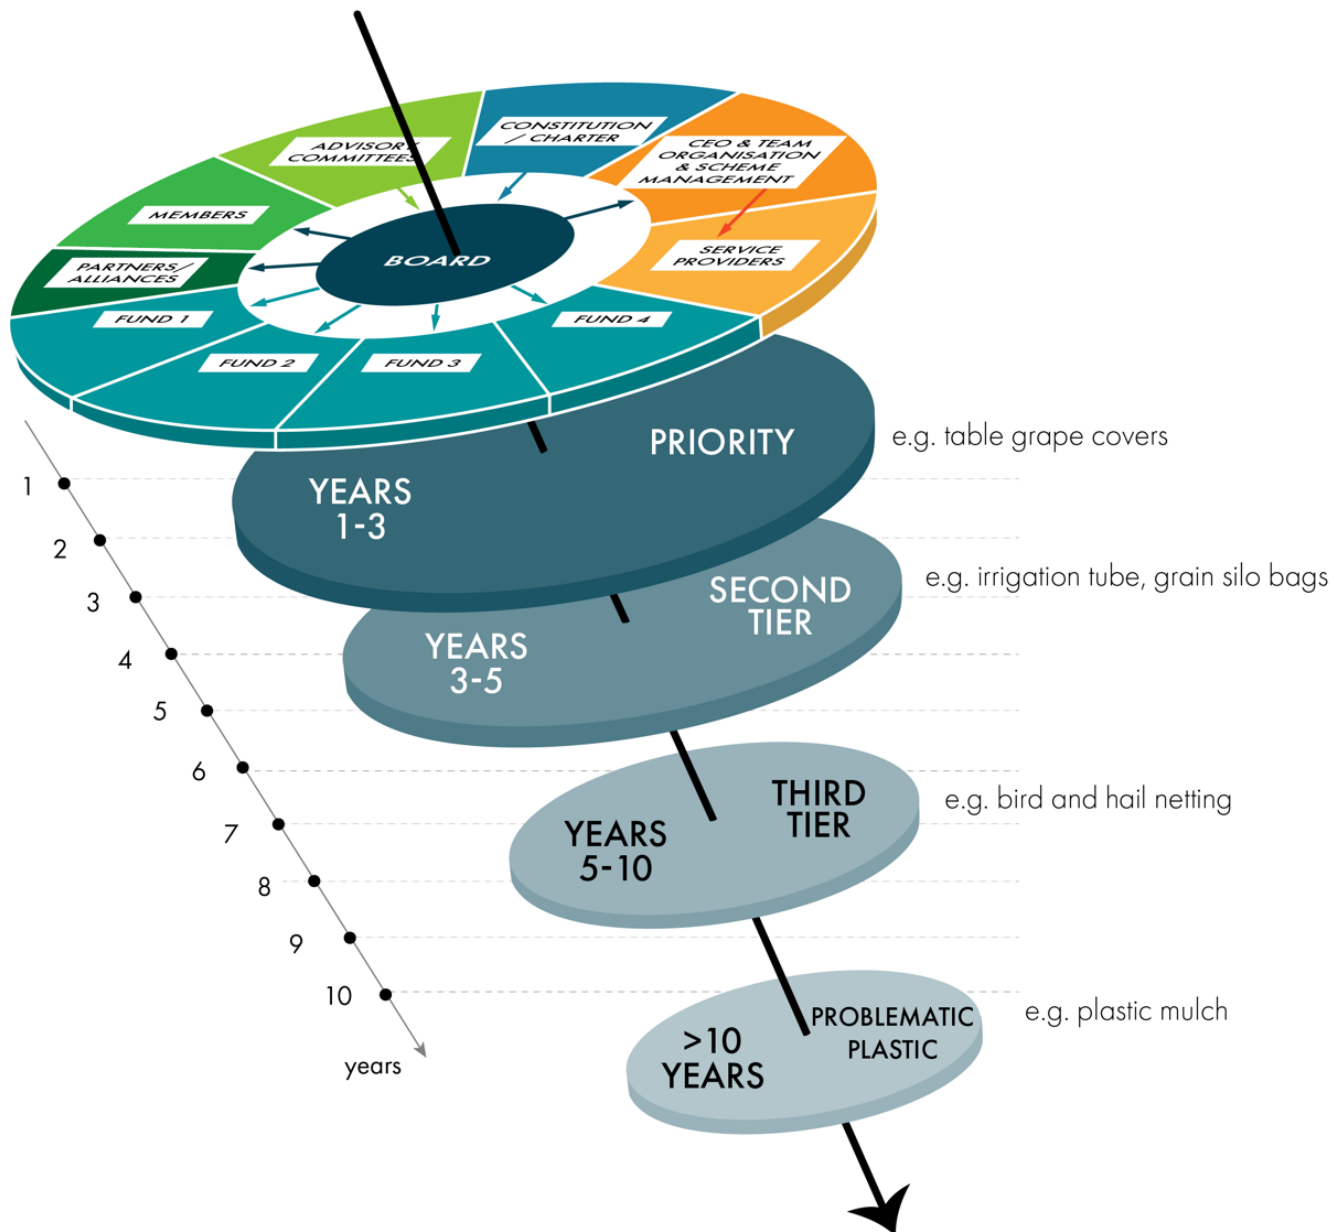 ADVISORY
COMMITTEES
CONSTITUTION
/ CHARTER
CEO & TEAM
ORGANISATION
& SCHEME
MANAGEMENT
MEMBERS
PARTNERS/
ALLIANCES
BOARD
SERVICE
PROVIDERS
FUND 1
FUND 2
FUND 3
FUND 4
PRIORITY
YEARS
1-3
e.g. table grape covers
SECOND
TIER
YEARS
3-5
e.g. irrigation tube, grain silo bags
THIRD
TIER
YEARS
5-10
e.g. bird and hail netting
PROBLEMATIC
PLASTIC
>10
YEARS
e.g. plastic mulch
1
2
3
4
5
6
7
8
9
10
years